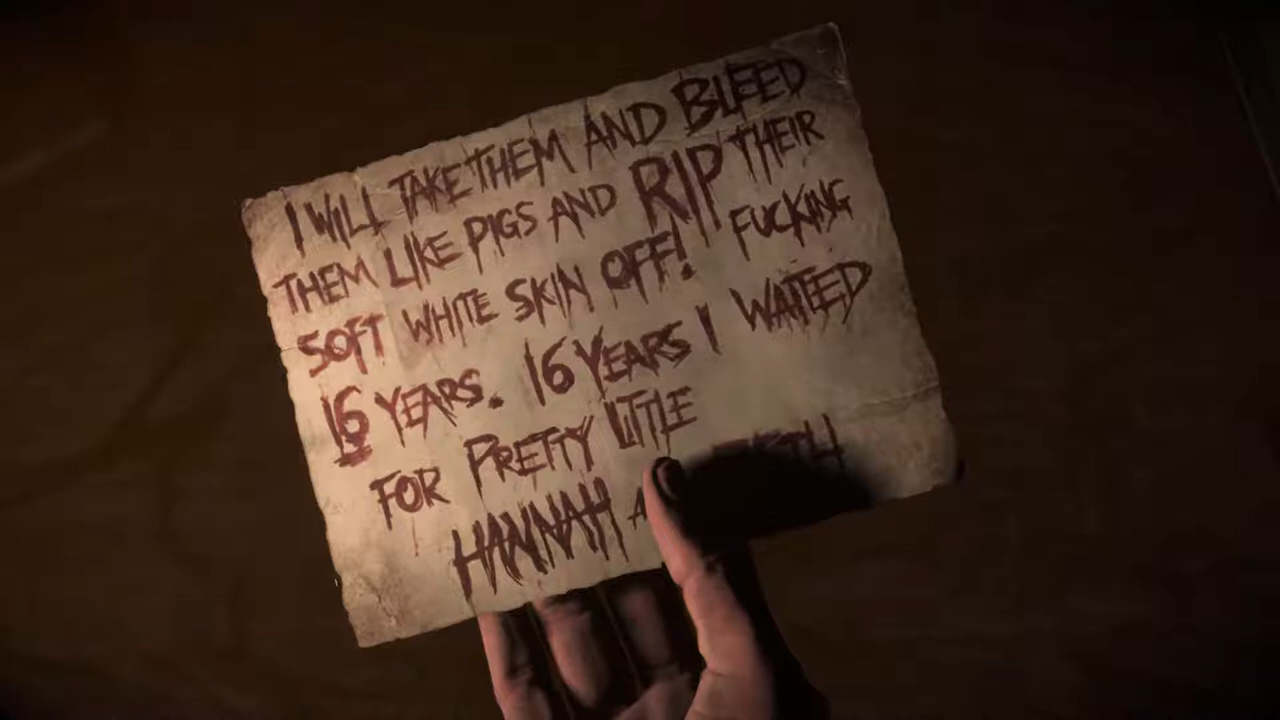 I WILL TAKE THEM AND BLEED
THEM LIKE PIGS AND RIP THEIR
SOFT WHITE SKIN OFF! FUCKING
16 YEARS. 16 YEARS I WAITED
FOR PRETTY LITTLE
HANNAH